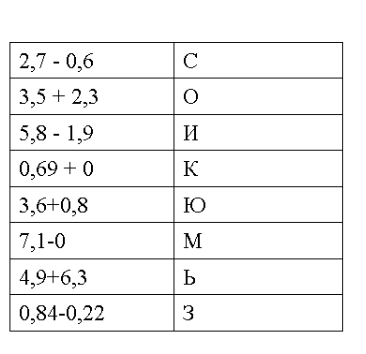 2,7 - 0,6 С
3,5 + 2,3 О
5,8 - 1,9 И
0,69 + 0 К
3,6+0,8 Ю
7,1-0 М
4,9+6,3 Ь
0,84-0,22 З